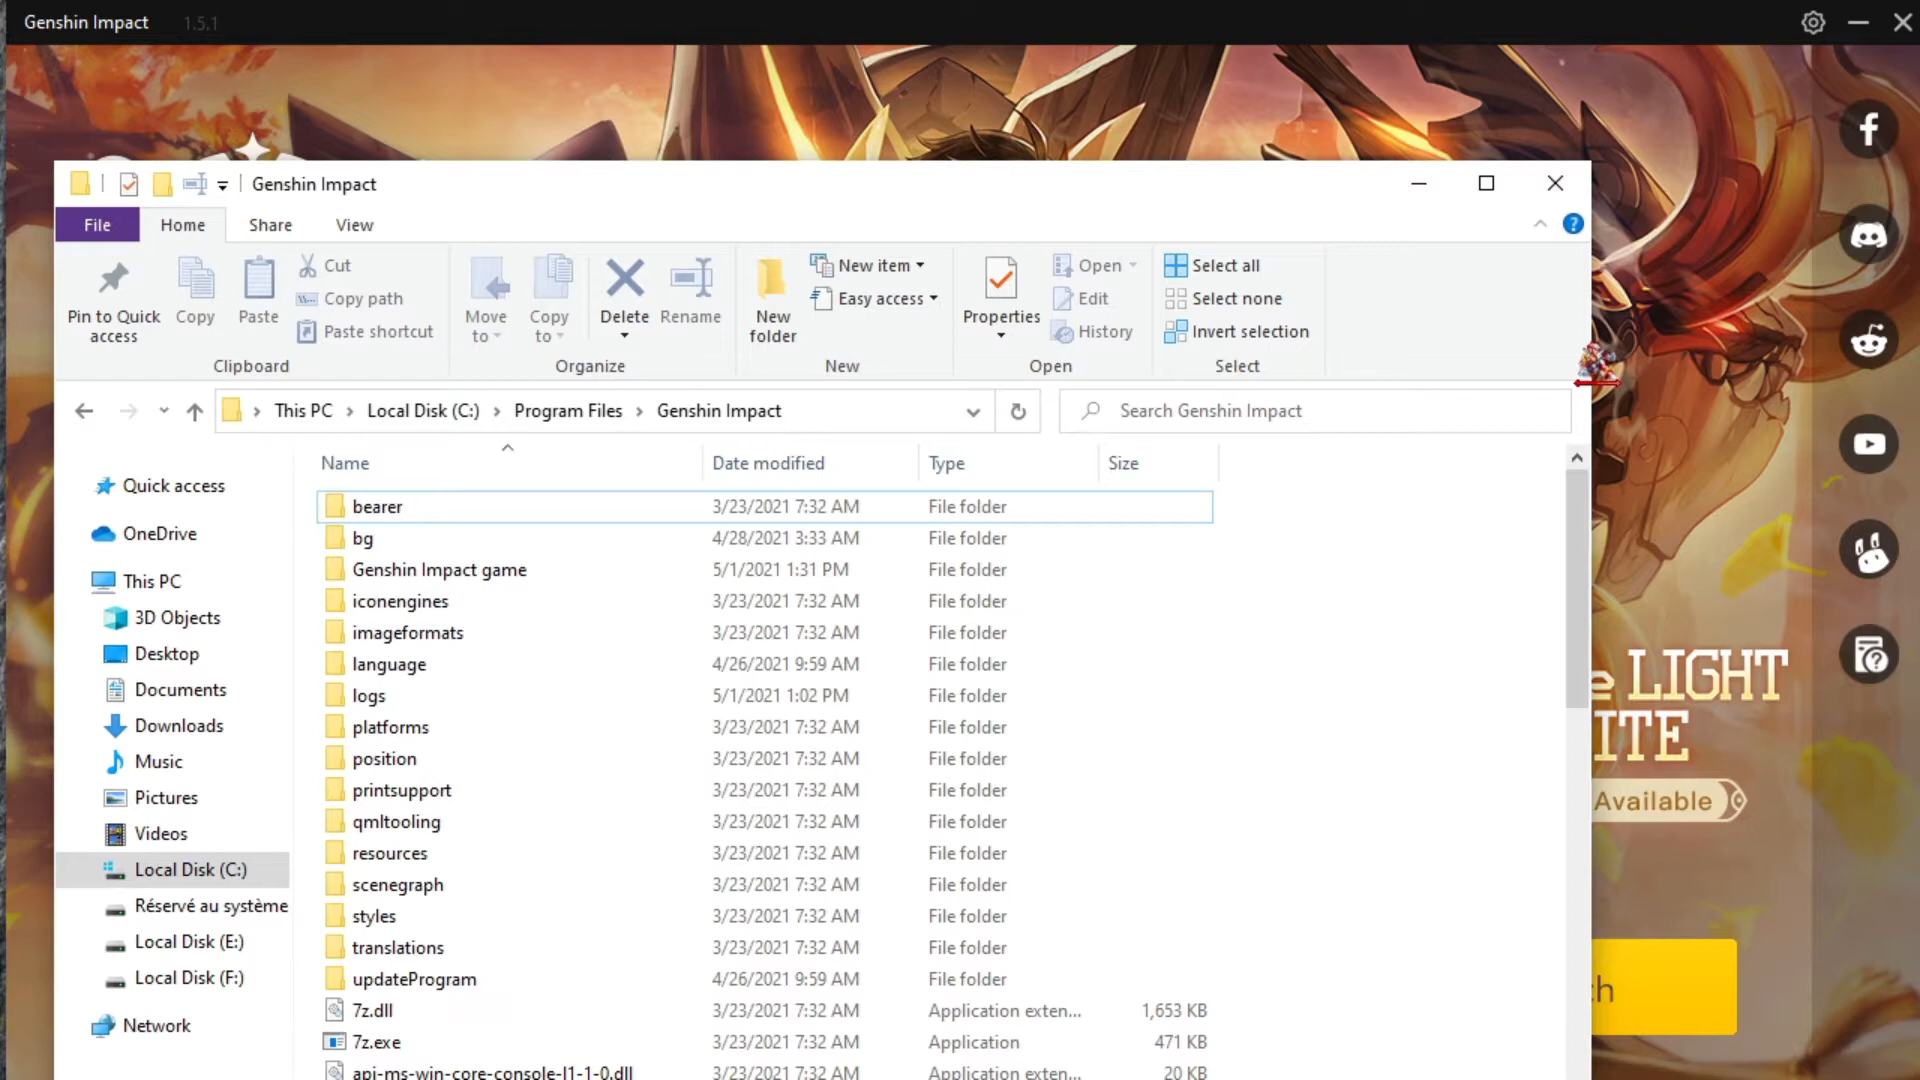 Genshin Impact 1.5.1
Genshin Impact
File Home Share View
Pin to Quick access
Copy
Paste
Cut
Copy path
Paste shortcut
Clipboard
Move to
Copy to
Delete
Rename
Organize
New folder
New item
Easy access
New
Properties
Open
Edit
History
Open
Select all
Select none
Invert selection
Select
This PC > Local Disk (C:) > Program Files > Genshin Impact
Search Genshin Impact
Quick access
OneDrive
This PC
3D Objects
Desktop
Documents
Downloads
Music
Pictures
Videos
Local Disk (C:)
Réservé au système
Local Disk (E:)
Local Disk (F:)
Network
Name Date modified Type Size
bearer 3/23/2021 7:32 AM File folder
bg 4/28/2021 3:33 AM File folder
Genshin Impact game 5/1/2021 1:31 PM File folder
iconengines 3/23/2021 7:32 AM File folder
imageformats 3/23/2021 7:32 AM File folder
language 4/26/2021 9:59 AM File folder
logs 5/1/2021 1:02 PM File folder
platforms 3/23/2021 7:32 AM File folder
position 3/23/2021 7:32 AM File folder
printsupport 3/23/2021 7:32 AM File folder
qmltooling 3/23/2021 7:32 AM File folder
resources 3/23/2021 7:32 AM File folder
scenegraph 3/23/2021 7:32 AM File folder
styles 3/23/2021 7:32 AM File folder
translations 3/23/2021 7:32 AM File folder
updateProgram 4/26/2021 9:59 AM File folder
7z.dll 3/23/2021 7:32 AM Application exten... 1,653 KB
7z.exe 3/23/2021 7:32 AM Application 471 KB
api-ms-win-core-console-l1-1-0.dll 3/23/2021 7:32 AM Application exten... 20 KB
LIGHT
Available